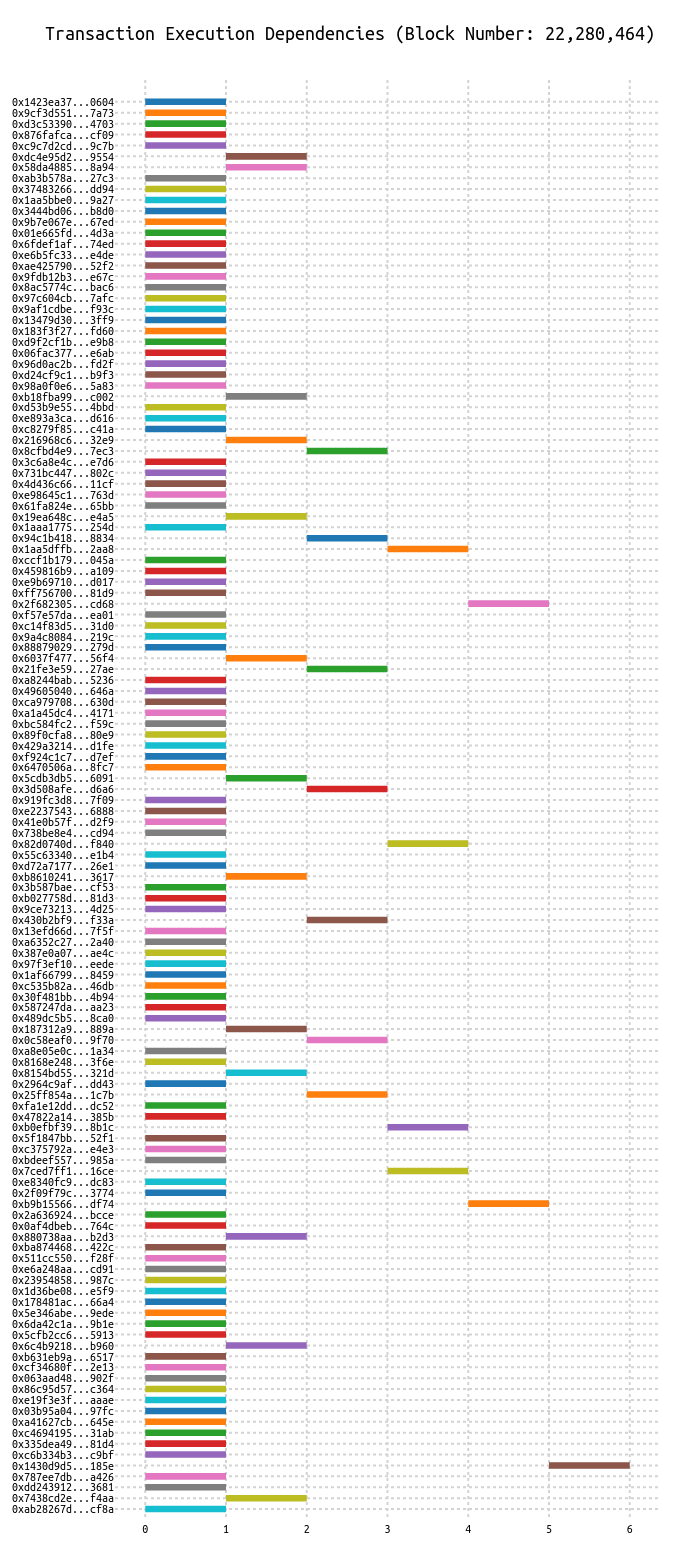 Transaction Execution Dependencies (Block Number: 22,280,464)
0x1423ea37...0604
0x9cf3d551...7a73
0xd3c53390...4703
0x876fafca...cf09
0xc9c7d2cd...9c7b
0xdc4e95d2...9554
0x58da4885...8a94
0xab3b578a...27c3
0x37483266...dd94
0x1aa5bbe0...9a27
0x3444bd06...b8d0
0x9b7e067e...67ed
0x01e665fd...4d3a
0x6fdef1af...74ed
0xe6b5fc33...e4de
0xae425790...52f2
0x9fdb12b3...e67c
0x8ac5774c...bac6
0x97c604cb...7afc
0x9af1cdbe...f93c
0x13479d30...3ff9
0x183f3f27...fd60
0xd9f2cf1b...e9b8
0x06fac377...e6ab
0x96d0ac2b...fd2f
0xd24cf9c1...b9f3
0x98a0f0e6...5a83
0xb18fba99...c002
0xd53b9e55...4bbd
0xe893a3ca...d616
0xc8279f85...c41a
0x216968c6...32e9
0x8cfbd4e9...7ec3
0x3c6a8e4c...e7d6
0x731bc447...802c
0x4d436c66...11cf
0xe98645c1...763d
0x61fa824e...65bb
0x19ea648c...e4a5
0x1aaa1775...254d
0x94c1b418...8834
0x1aa5dffb...2aa8
0xccf1b179...045a
0x459816b9...a109
0xe9b69710...d017
0xff756700...81d9
0x2f682305...cd68
0xf57e57da...ea01
0xc14f83d5...31d0
0x9a4c8084...219c
0x88879029...279d
0x6037f477...56f4
0x21fe3e59...27ae
0xa8244bab...5236
0x49605040...646a
0xca979708...630d
0xa1a45dc4...4171
0xbc584fc2...f59c
0x89f0cfa8...80e9
0x429a3214...d1fe
0xf924c1c7...d7ef
0x6470506a...8fc7
0x5cdb3db5...6091
0x3d508afe...d6a6
0x919fc3d8...7f09
0xe2237543...6888
0x41e0b57f...d2f9
0x738be8e4...cd94
0x82d0740d...f840
0x55c63340...e1b4
0xd72a7177...26e1
0xb8610241...3617
0x3b587bae...cf53
0xb027758d...81d3
0x9ce73213...4d25
0x430b2bf9...f33a
0x13efd66d...7f5f
0xa6352c27...2a40
0x387e0a07...ae4c
0x97f3ef10...eede
0x1af66799...8459
0xc535b82a...46db
0x30f481bb...4b94
0x587247da...aa23
0x489dc5b5...8ca0
0x187312a9...889a
0x0c58eaf0...9f70
0xa8e05e0c...1a34
0x8168e248...3f6e
0x8154bd55...321d
0x2964c9af...dd43
0x25ff854a...1c7b
0xfa1e12dd...dc52
0x47822a14...385b
0xb0efbf39...8b1c
0x5f1847bb...52f1
0xc375792a...e4e3
0xbdeef557...985a
0x7ced7ff1...16ce
0xe8340fc9...dc83
0x2f09f79c...3774
0xb9b15566...df74
0x2a636924...bcce
0x0af4dbeb...764c
0x880738aa...b2d3
0xba874468...422c
0x511cc550...f28f
0xe6a248aa...cd91
0x23954858...987c
0x1d36be08...e5f9
0x178481ac...66a4
0x5e346abe...9ede
0x6da42c1a...9b1e
0x5cfb2cc6...5913
0x6c4b9218...b960
0xb631eb9a...6517
0xcf34680f...2e13
0x063aad48...902f
0x86c95d57...c364
0xe19f3e3f...aaae
0x03b95a04...97fc
0xa41627cb...645e
0xc4694195...31ab
0x335dea49...81d4
0xc6b334b3...c9bf
0x1430d9d5...185e
0x787ee7db...a426
0xdd243912...3681
0x7438cd2e...f4aa
0xab28267d...cf8a
0 1 2 3 4 5 6